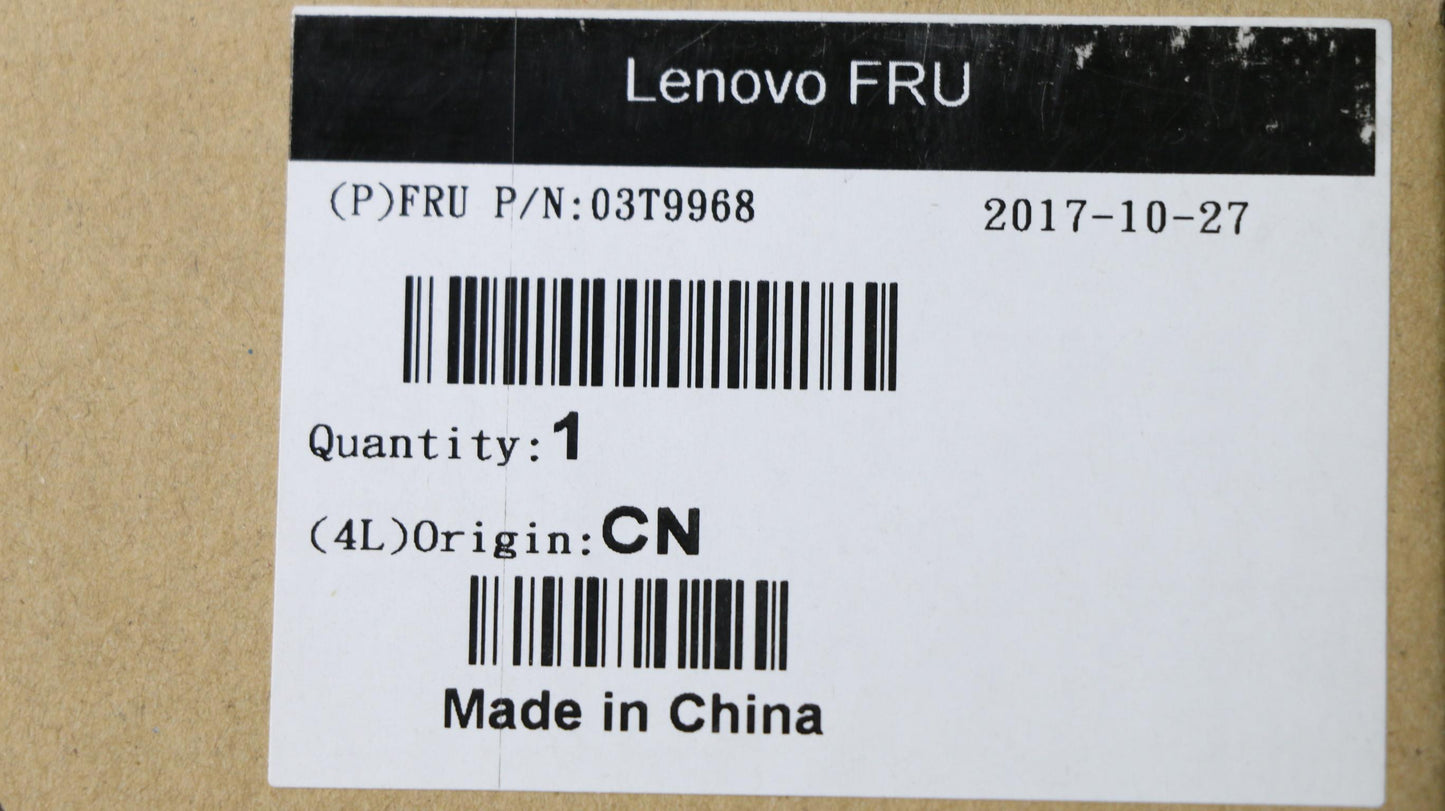 Lenovo FRU
(P)FRU P/N:03T9968 2017-10-27
Quantity:1
(4L)Origin:CN
Made in China